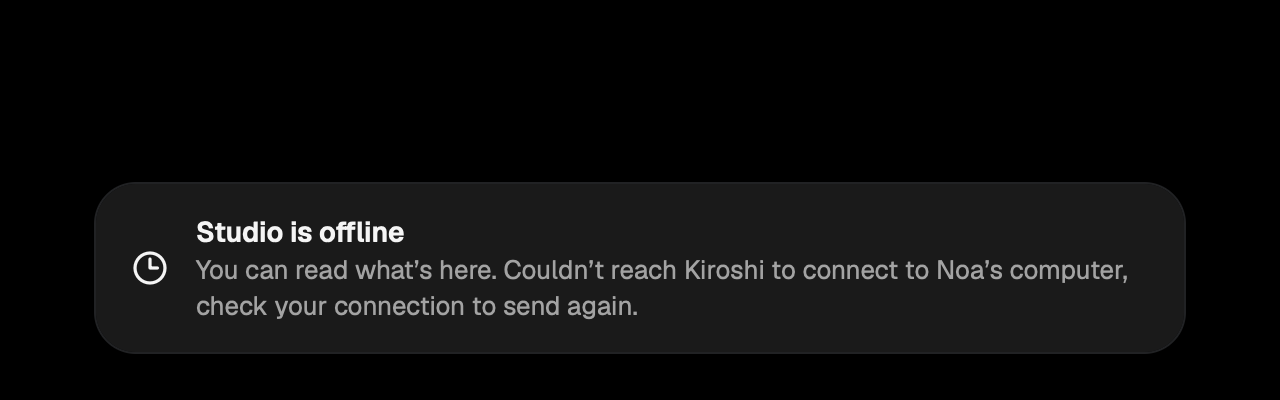 Studio is offline
You can read what’s here. Couldn’t reach Kiroshi to connect to Noa’s computer,
check your connection to send again.